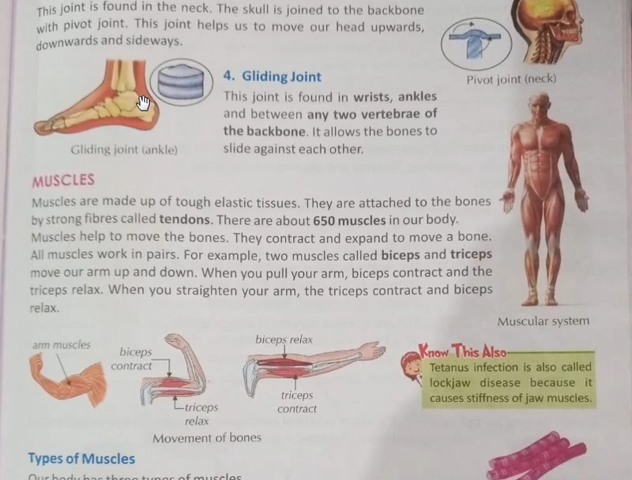 This joint is found in the neck. The skull is joined to the backbone
with pivot joint. This joint helps us to move our head upwards,
downwards and sideways.
Pivot joint (neck)
4. Gliding Joint
This joint is found in wrists, ankles
and between any two vertebrae of
the backbone. It allows the bones to
slide against each other.
Gliding joint (ankle)
MUSCLES
Muscles are made up of tough elastic tissues. They are attached to the bones
by strong fibres called tendons. There are about 650 muscles in our body.
Muscles help to move the bones. They contract and expand to move a bone.
All muscles work in pairs. For example, two muscles called biceps and triceps
move our arm up and down. When you pull your arm, biceps contract and the
triceps relax. When you straighten your arm, the triceps contract and biceps
relax.
Muscular system
arm muscles
biceps
contract
triceps
relax
biceps relax
triceps
contract
Movement of bones
Know This Also
Tetanus infection is also called
lockjaw disease because it
causes stiffness of jaw muscles.
Types of Muscles
Our body has three types of muscles